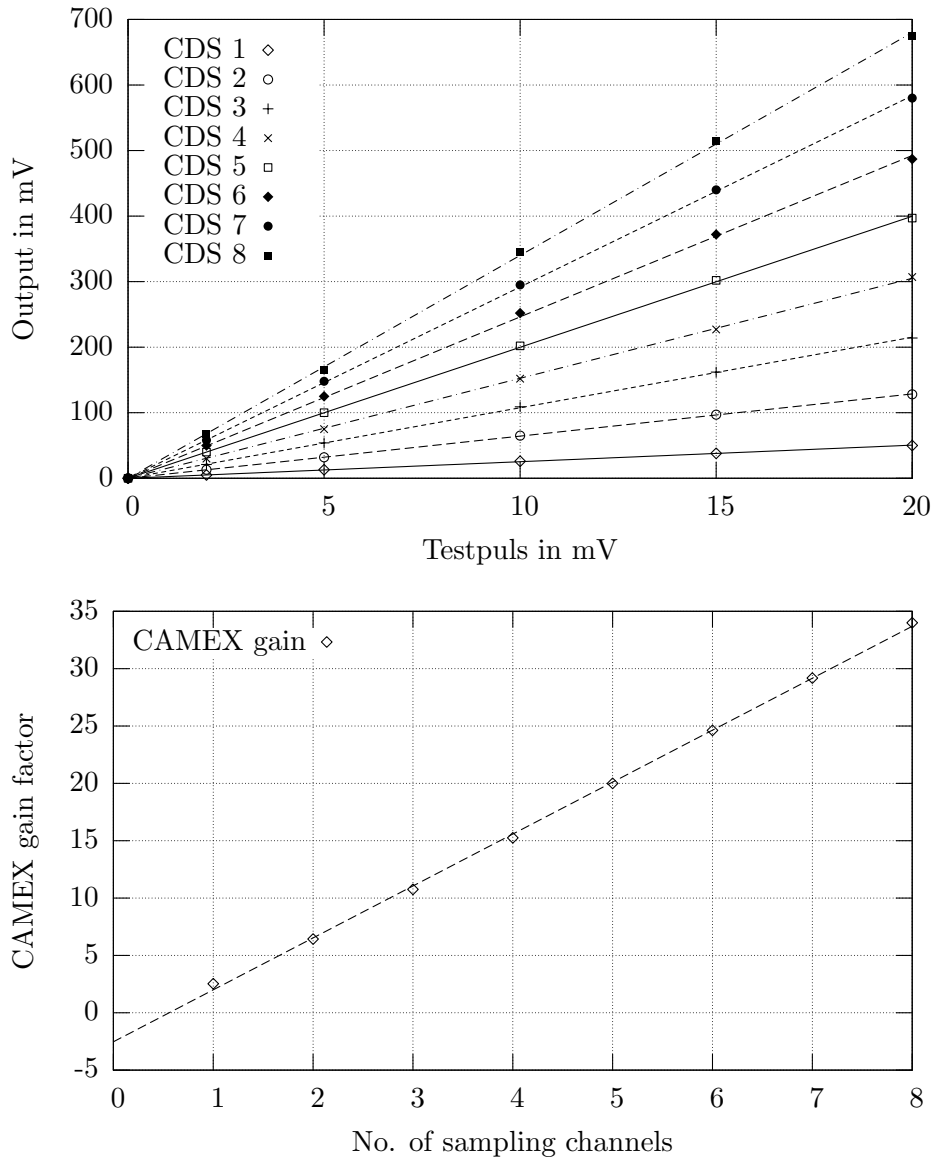 700
600
500
400
300
200
100
0
Output in mV
CDS 1
CDS 2
CDS 3
CDS 4
CDS 5
CDS 6
CDS 7
CDS 8
0 5 10 15 20
Testpuls in mV
35
30
25
20
15
10
5
0
-5
CAMEX gain factor
CAMEX gain
0 1 2 3 4 5 6 7 8
No. of sampling channels